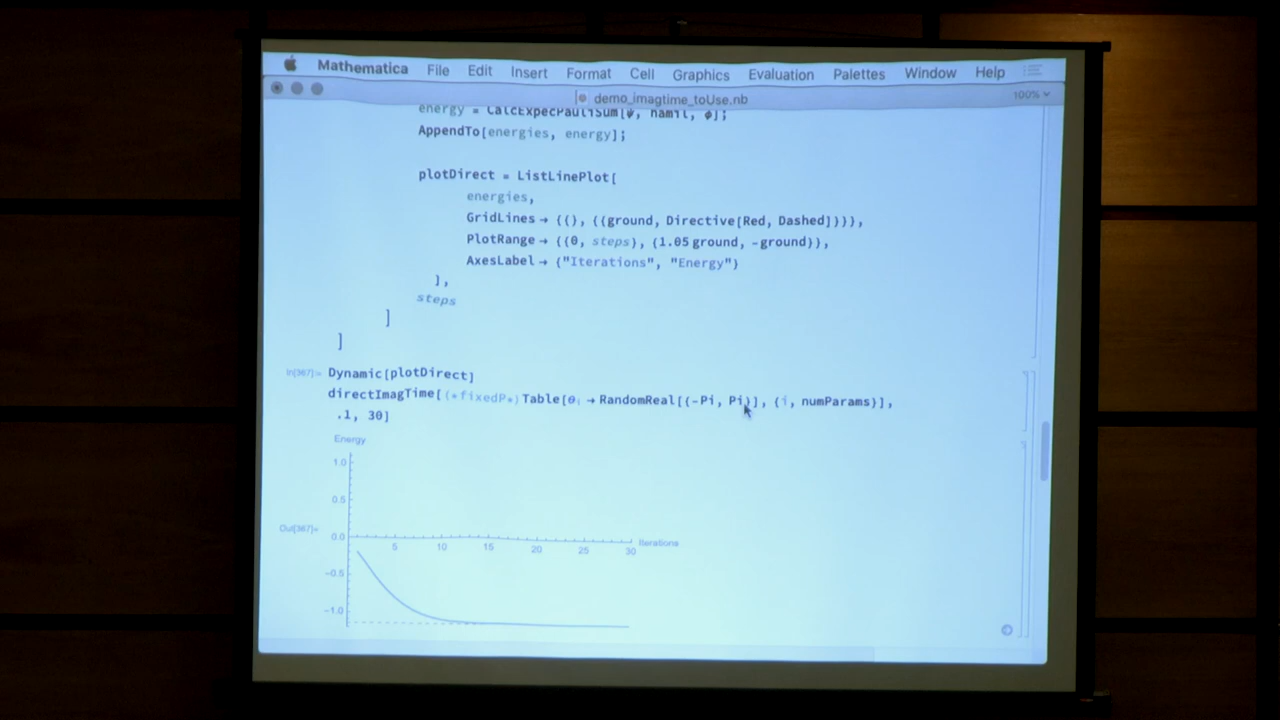 Mathematica File Edit Insert Format Cell Graphics Evaluation Palettes Window Help
demo_imagtime_toUse.nb
100%
energy = CalcExpecPauliSum[ψ, hamil, ϕ];
AppendTo[energies, energy];
plotDirect = ListLinePlot[
energies,
GridLines → {{}, {{ground, Directive[Red, Dashed]}}},
PlotRange → {{0, steps}, {1.05 ground, -ground}},
AxesLabel → {"Iterations", "Energy"}
],
steps
]
]
In[367]:= Dynamic[plotDirect]
directImagTime[(*fixedP*)Table[θᵢ → RandomReal[{-Pi, Pi}], {i, numParams}],
.1, 30]
Energy
1.0
0.5
Out[367]=
0.0
5 10 15 20 25 30 Iterations
-0.5
-1.0